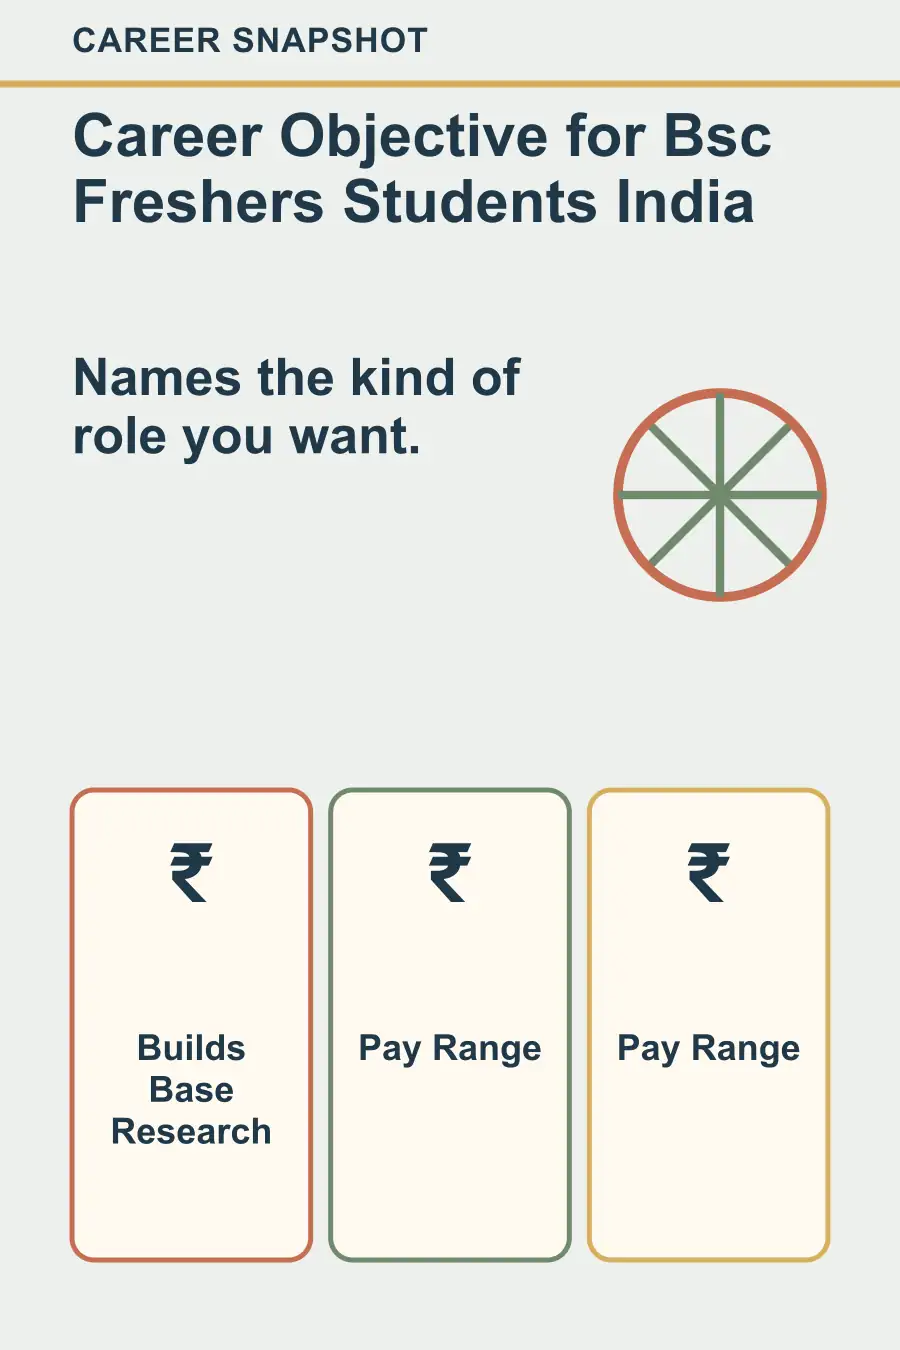 CAREER SNAPSHOT
Career Objective for Bsc
Freshers Students India
Names the kind of
role you want.
₹ ₹ ₹
Builds
Base
Research
Pay Range
Pay Range